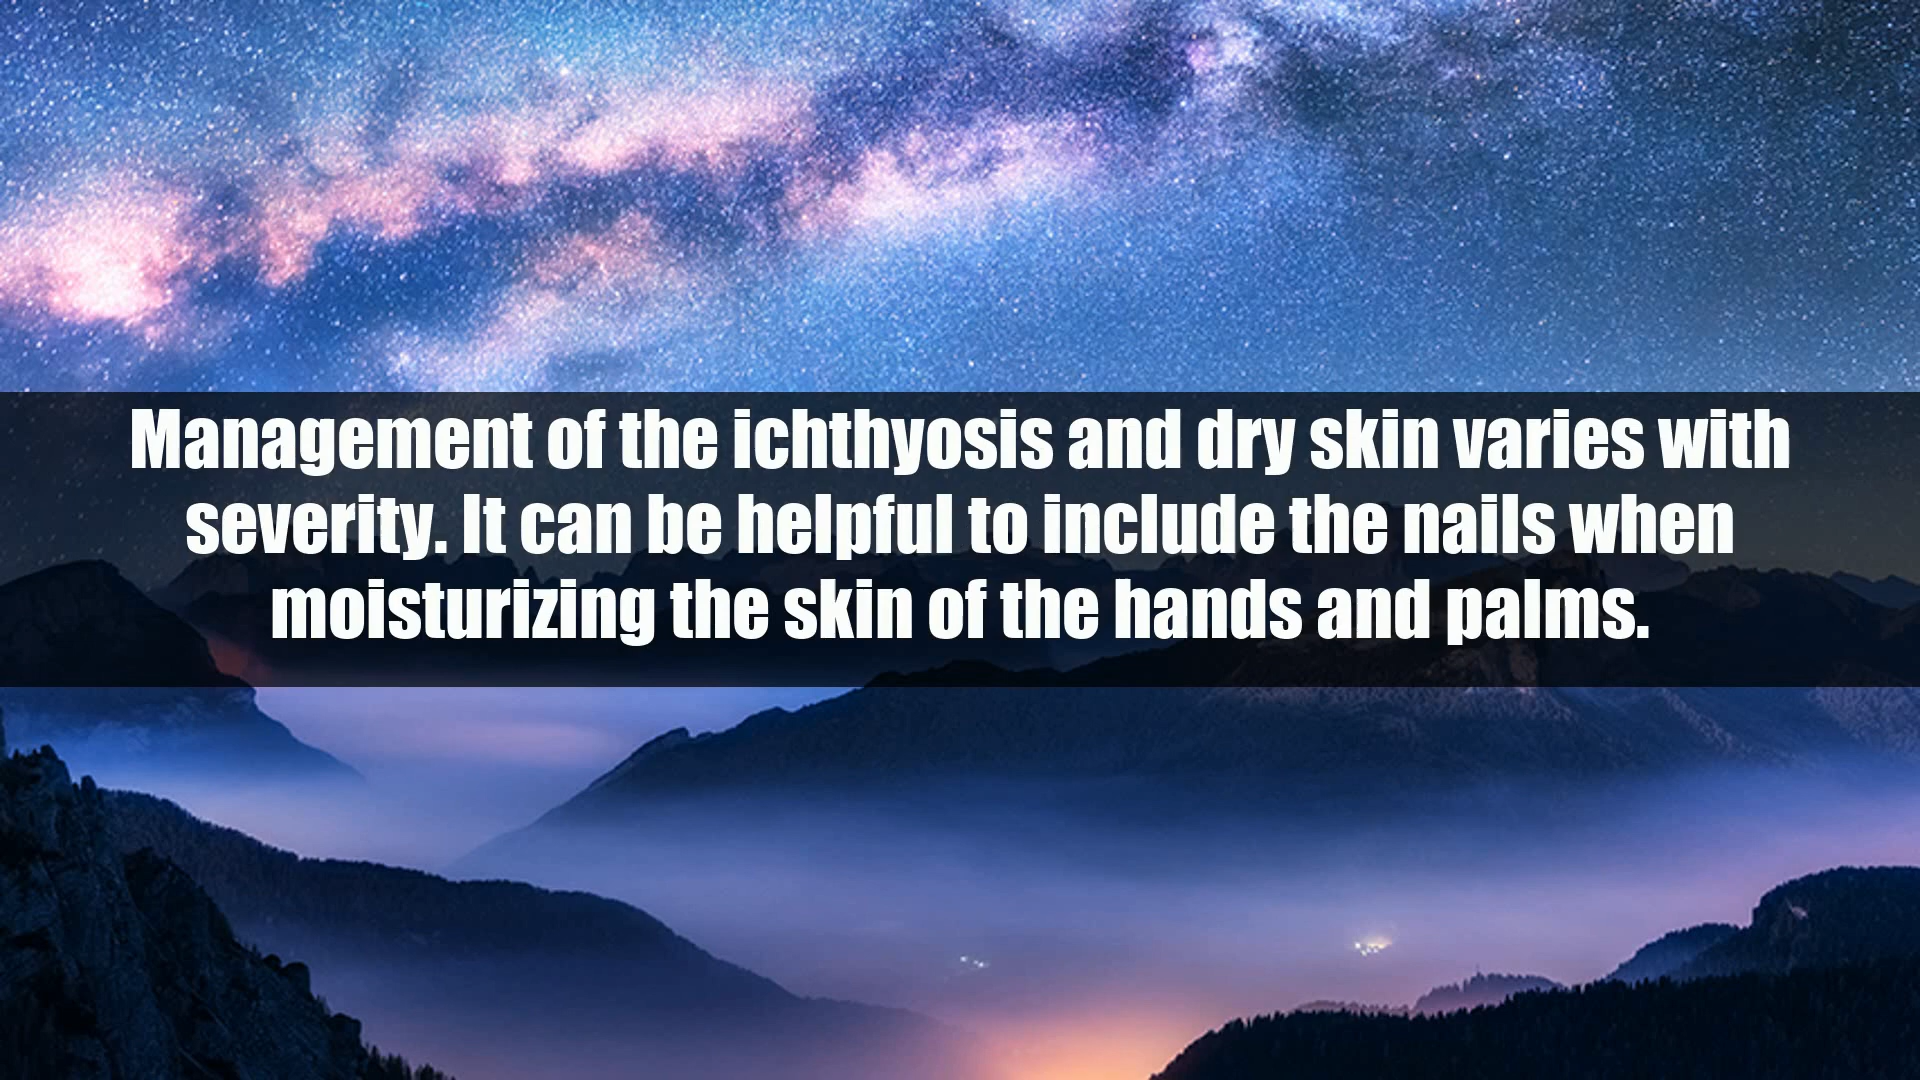 Management of the ichthyosis and dry skin varies with
severity. It can be helpful to include the nails when
moisturizing the skin of the hands and palms.